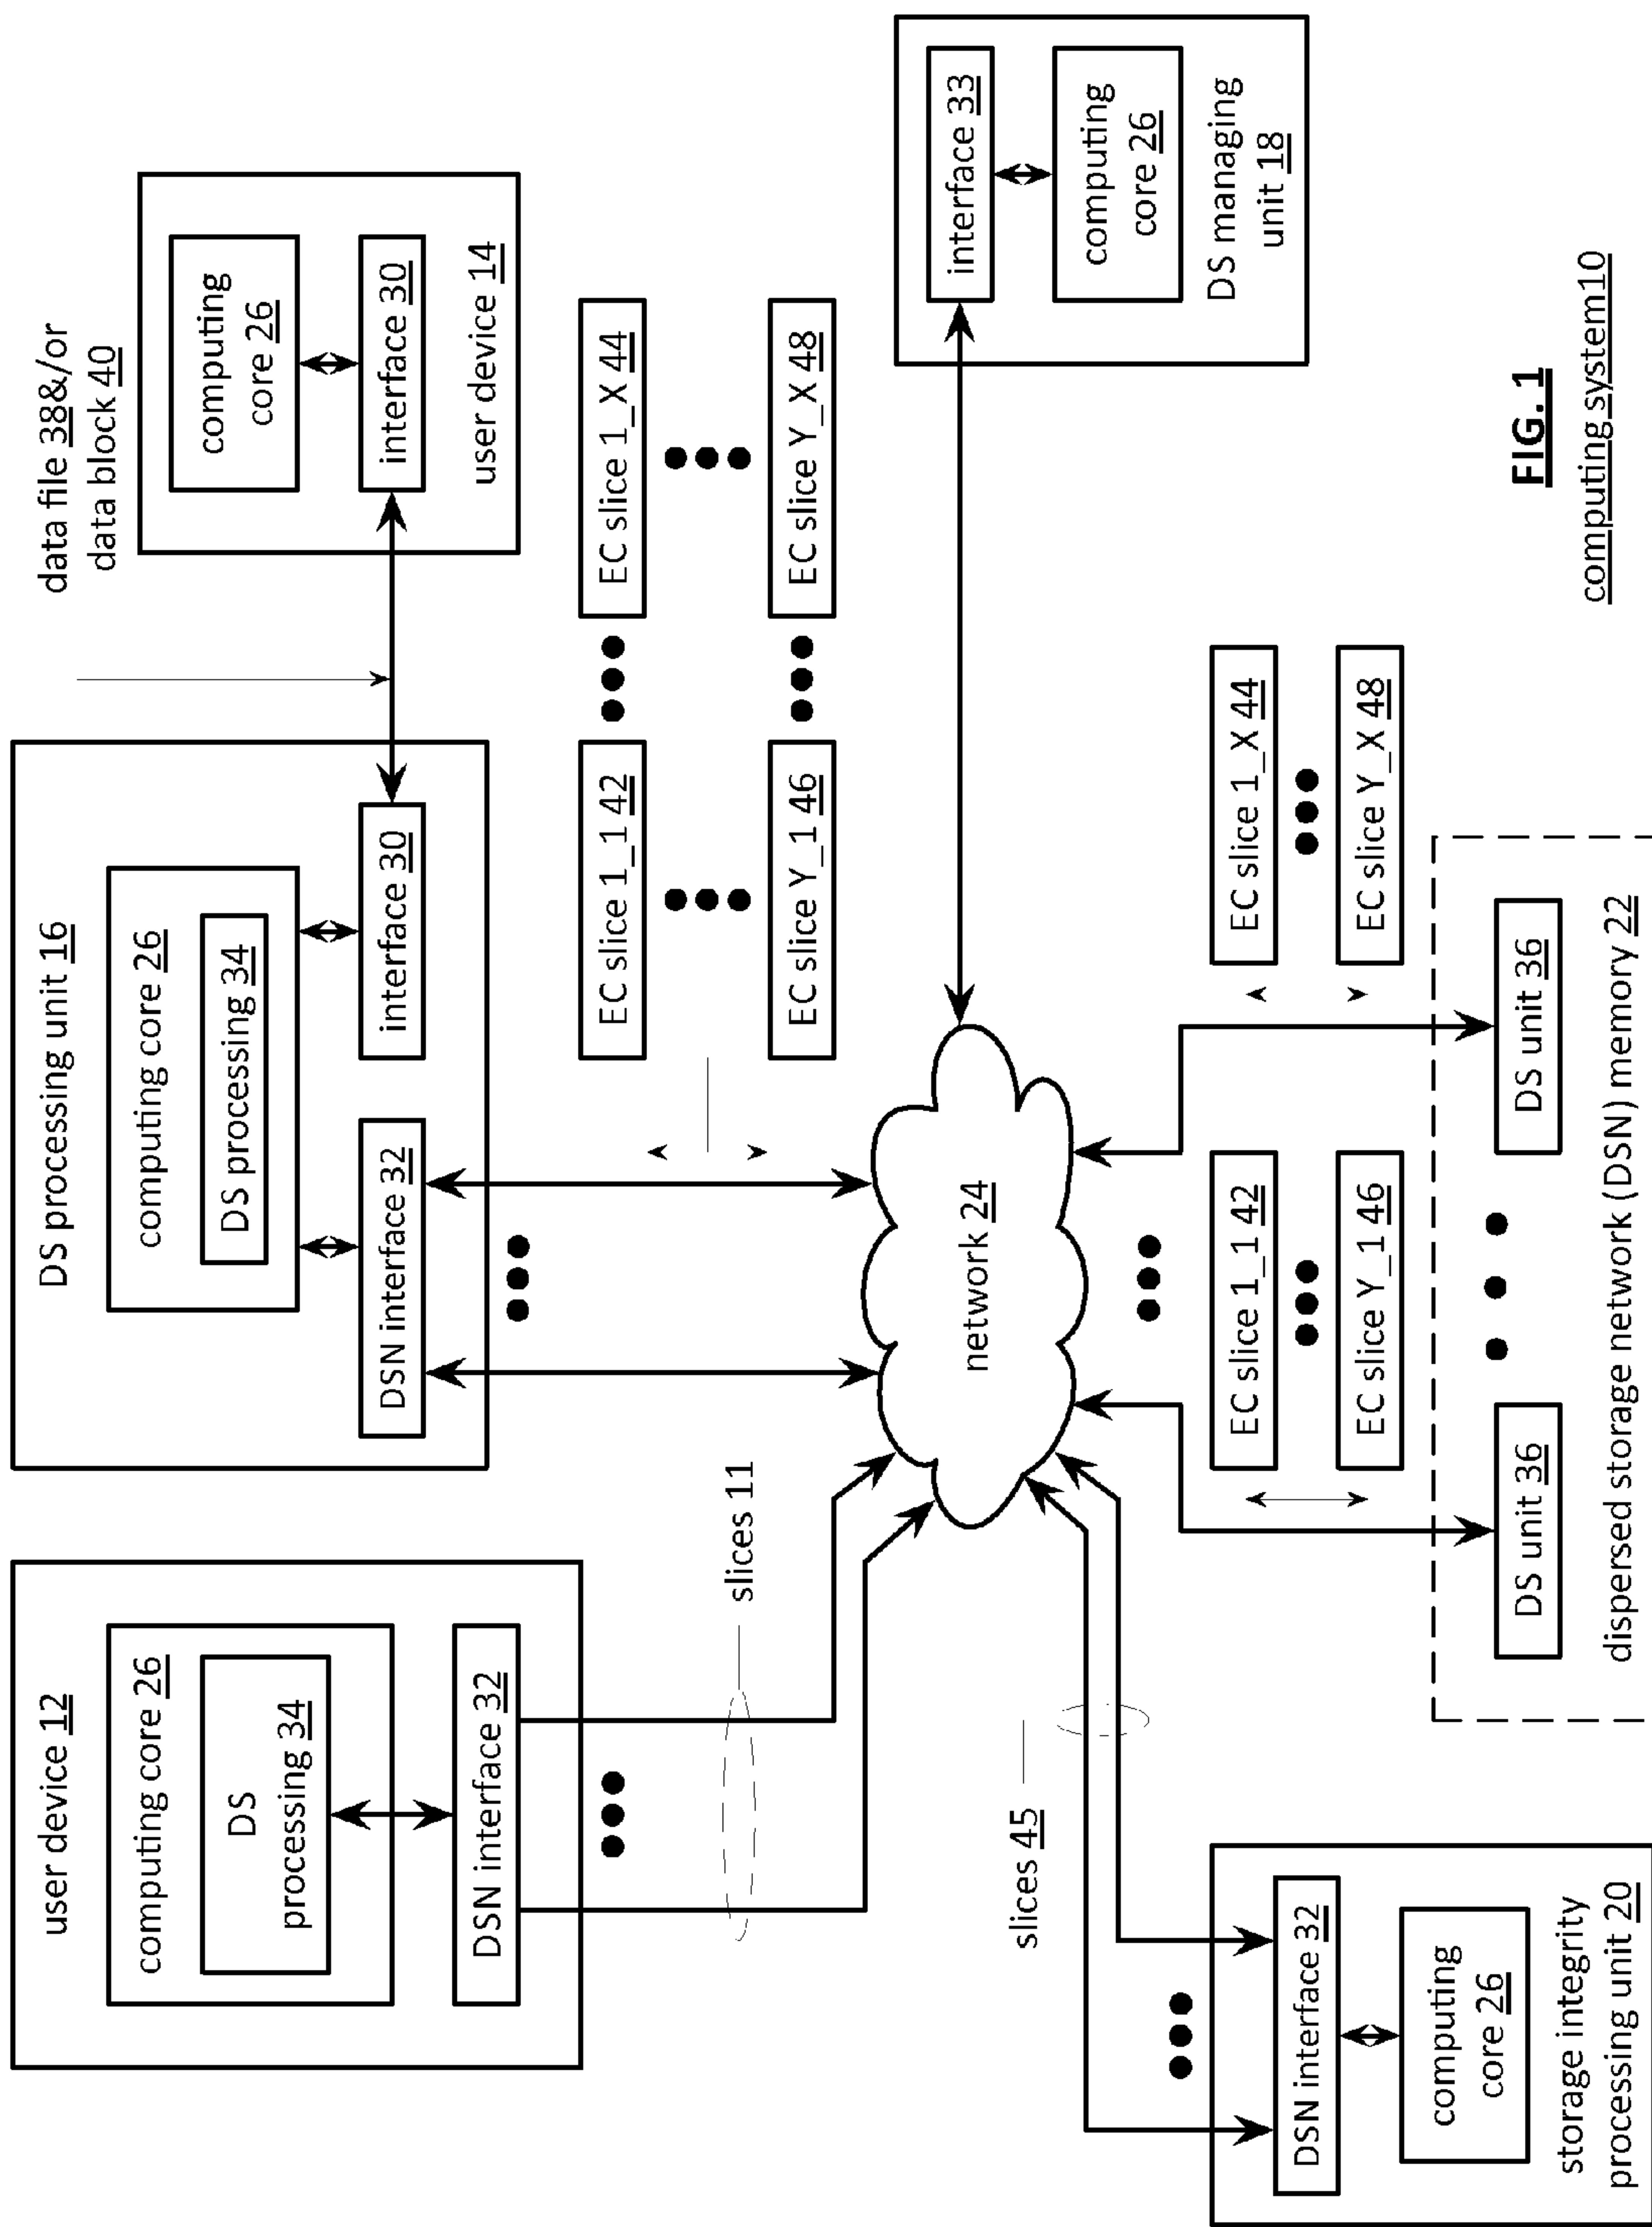 user device 12
computing core 26
DS
processing 34
DSN interface 32
DS processing unit 16
computing core 26
DS processing 34
DSN interface 32
interface 30
data file 38&/or
data block 40
computing
core 26
interface 30
user device 14
slices 11
EC slice 1_1 42
EC slice 1_X 44
EC slice Y_1 46
EC slice Y_X 48
network 24
interface 33
computing
core 26
DS managing
unit 18
slices 45
DSN interface 32
computing
core 26
storage integrity
processing unit 20
EC slice 1_1 42
EC slice Y_1 46
EC slice 1_X 44
EC slice Y_X 48
DS unit 36
DS unit 36
dispersed storage network (DSN) memory 22
FIG. 1
computing system10